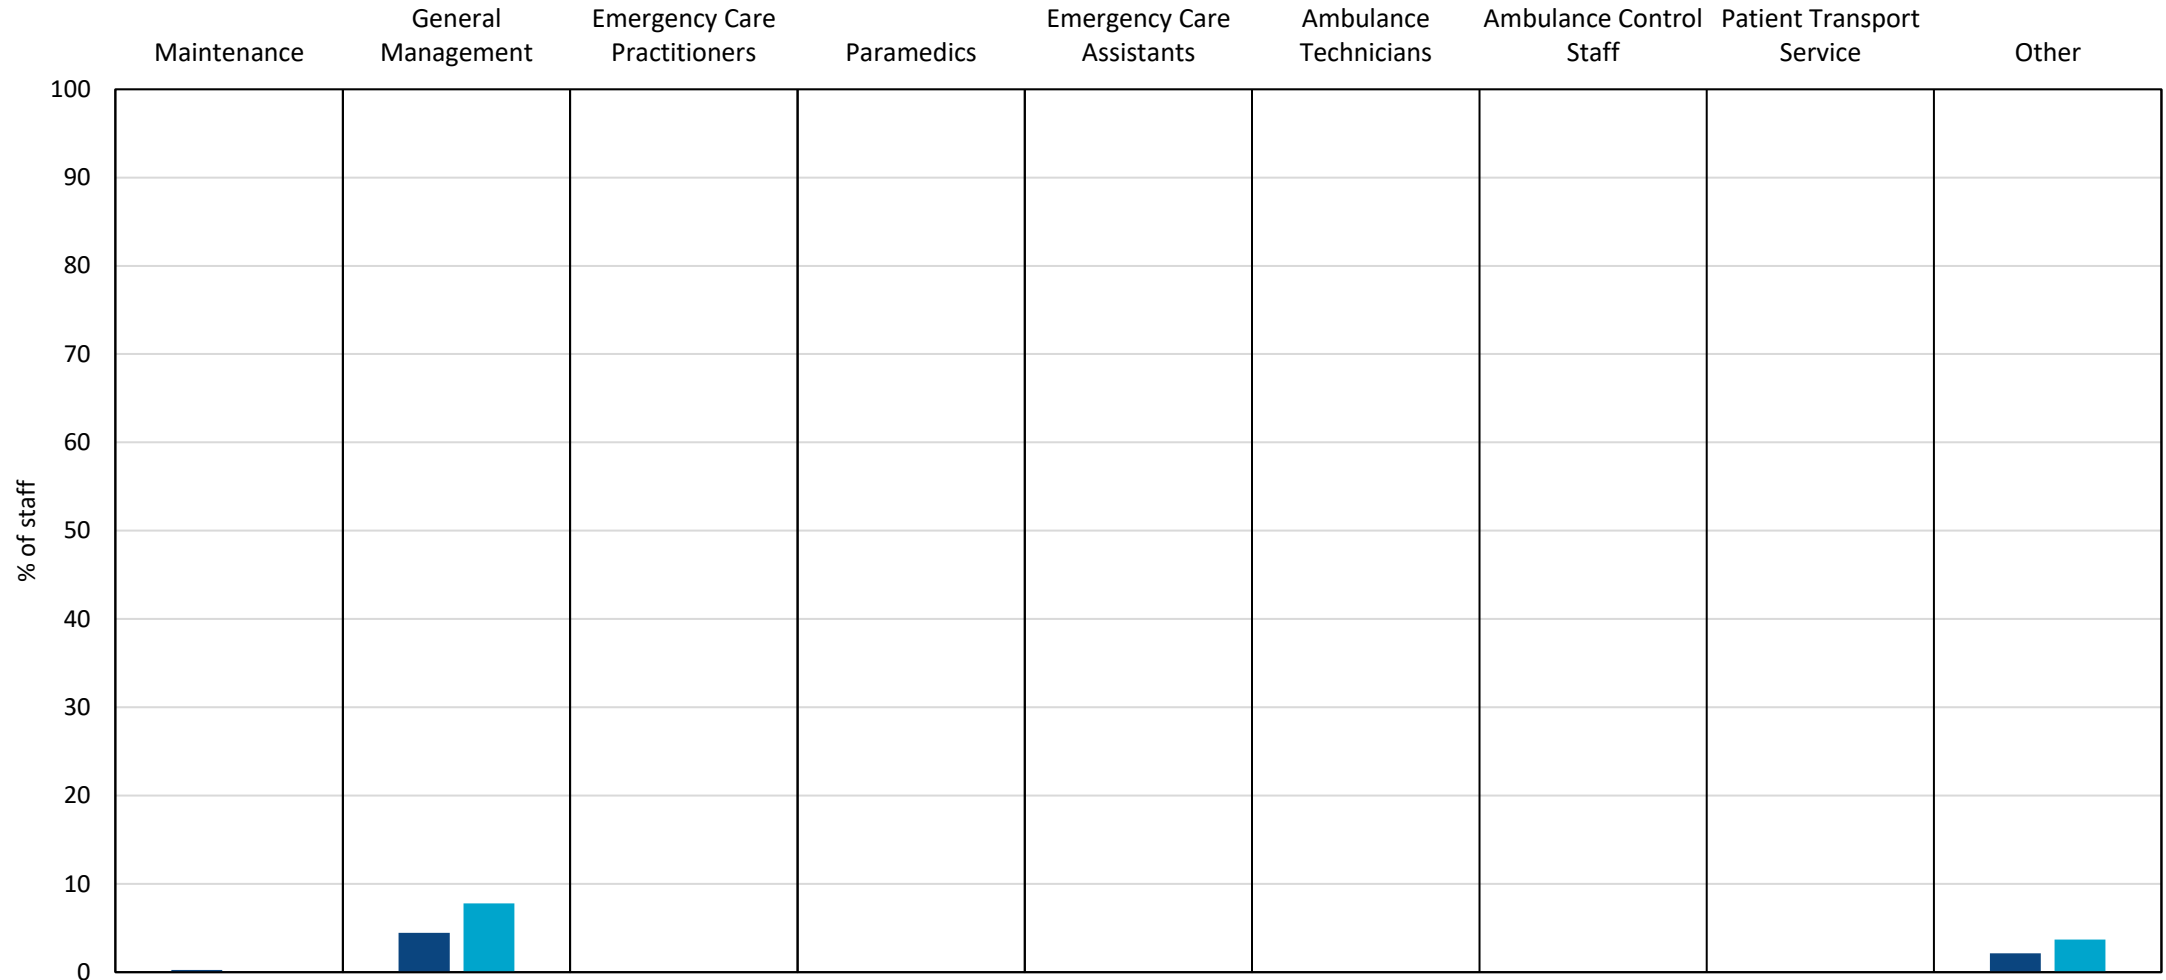 Maintenance
General
Management
Emergency Care
Practitioners
Paramedics
Emergency Care
Assistants
Ambulance
Technicians
Ambulance Control
Staff
Patient Transport
Service
Other
100
90
80
70
60
50
40
30
20
10
0
% of staff